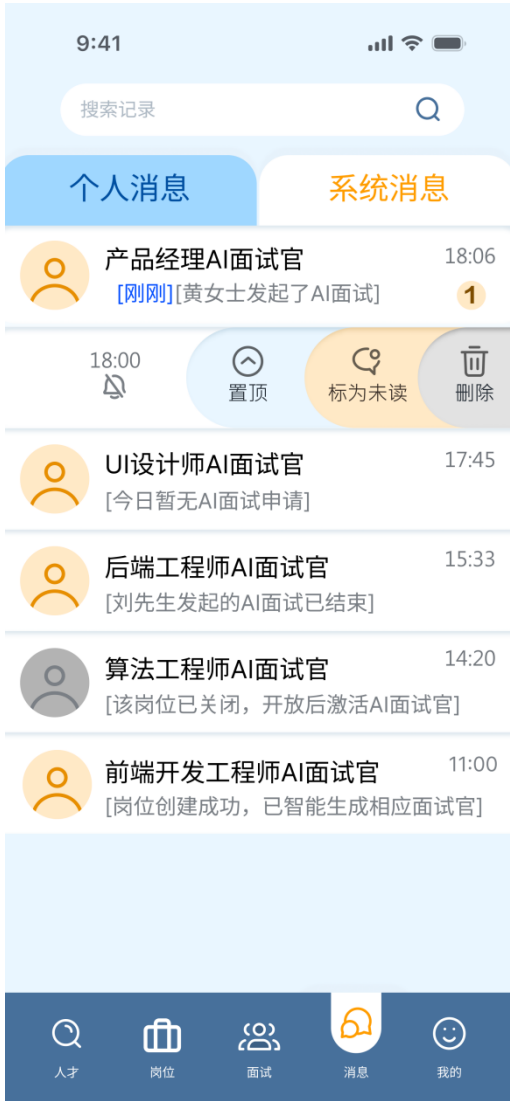 9:41
搜索记录
个人消息 系统消息
产品经理AI面试官 18:06
[刚刚][黄女士发起了AI面试] 1
18:00
置顶 标为未读 删除
UI设计师AI面试官 17:45
[今日暂无AI面试申请]
后端工程师AI面试官 15:33
[刘先生发起的AI面试已结束]
算法工程师AI面试官 14:20
[该岗位已关闭，开放后激活AI面试官]
前端开发工程师AI面试官 11:00
[岗位创建成功，已智能生成相应面试官]
人才 岗位 面试 消息 我的